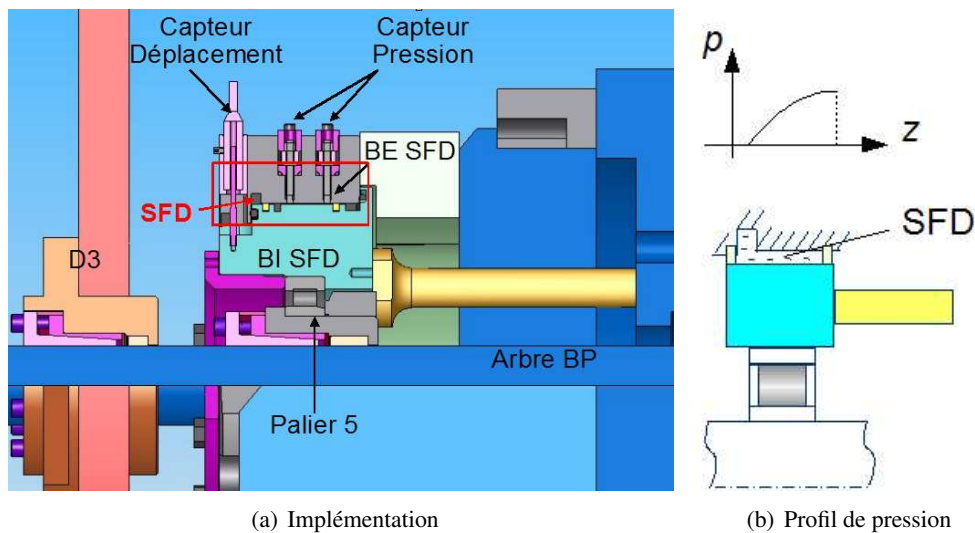 Capteur
Déplacement
Capteur
Pression
BE SFD
SFD
BI SFD
D3
Arbre BP
Palier 5
p
z
SFD
(a) Implémentation
(b) Profil de pression